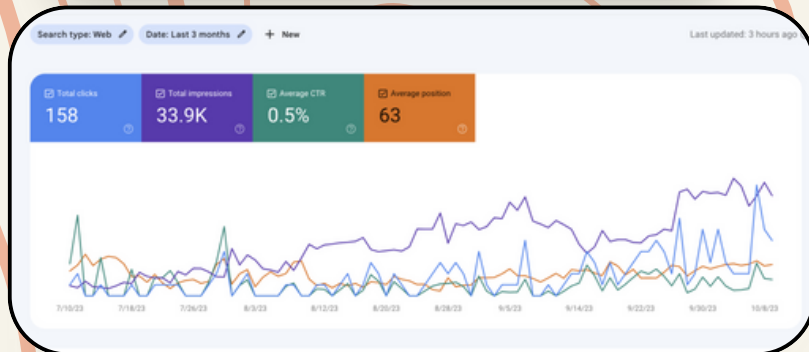 Search type: Web
Date: Last 3 months
+ New
Last updated: 3 hours ago
Total clicks
Total impressions
Average CTR
Average position
158
33.9K
0.5%
63
7/10/23
7/18/23
7/26/23
8/3/23
8/12/23
8/20/23
8/28/23
9/5/23
9/14/23
9/22/23
9/30/23
10/8/23